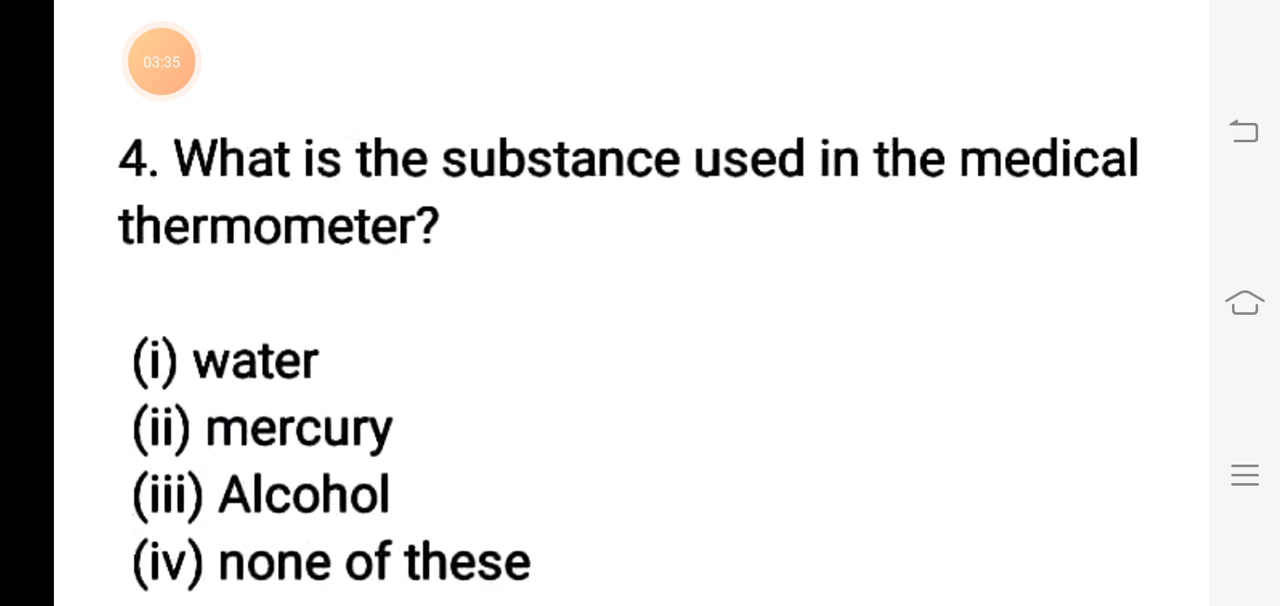 03:35
4. What is the substance used in the medical
thermometer?
(i) water
(ii) mercury
(iii) Alcohol
(iv) none of these